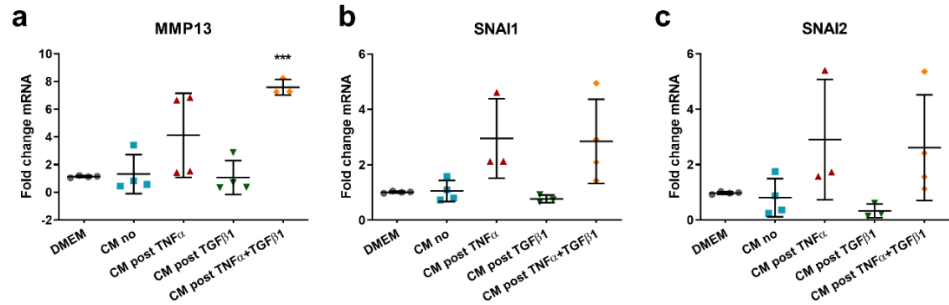 a
MMP13
Fold change mRNA
10
8
6
4
2
0
-2
DMEM
CM no
CM post TNFα
CM post TGFβ1
CM post TNFα+TGFβ1
***
b
SNAI1
Fold change mRNA
6
4
2
0
DMEM
CM no
CM post TNFα
CM post TGFβ1
CM post TNFα+TGFβ1
c
SNAI2
Fold change mRNA
6
4
2
0
DMEM
CM no
CM post TNFα
CM post TGFβ1
CM post TNFα+TGFβ1